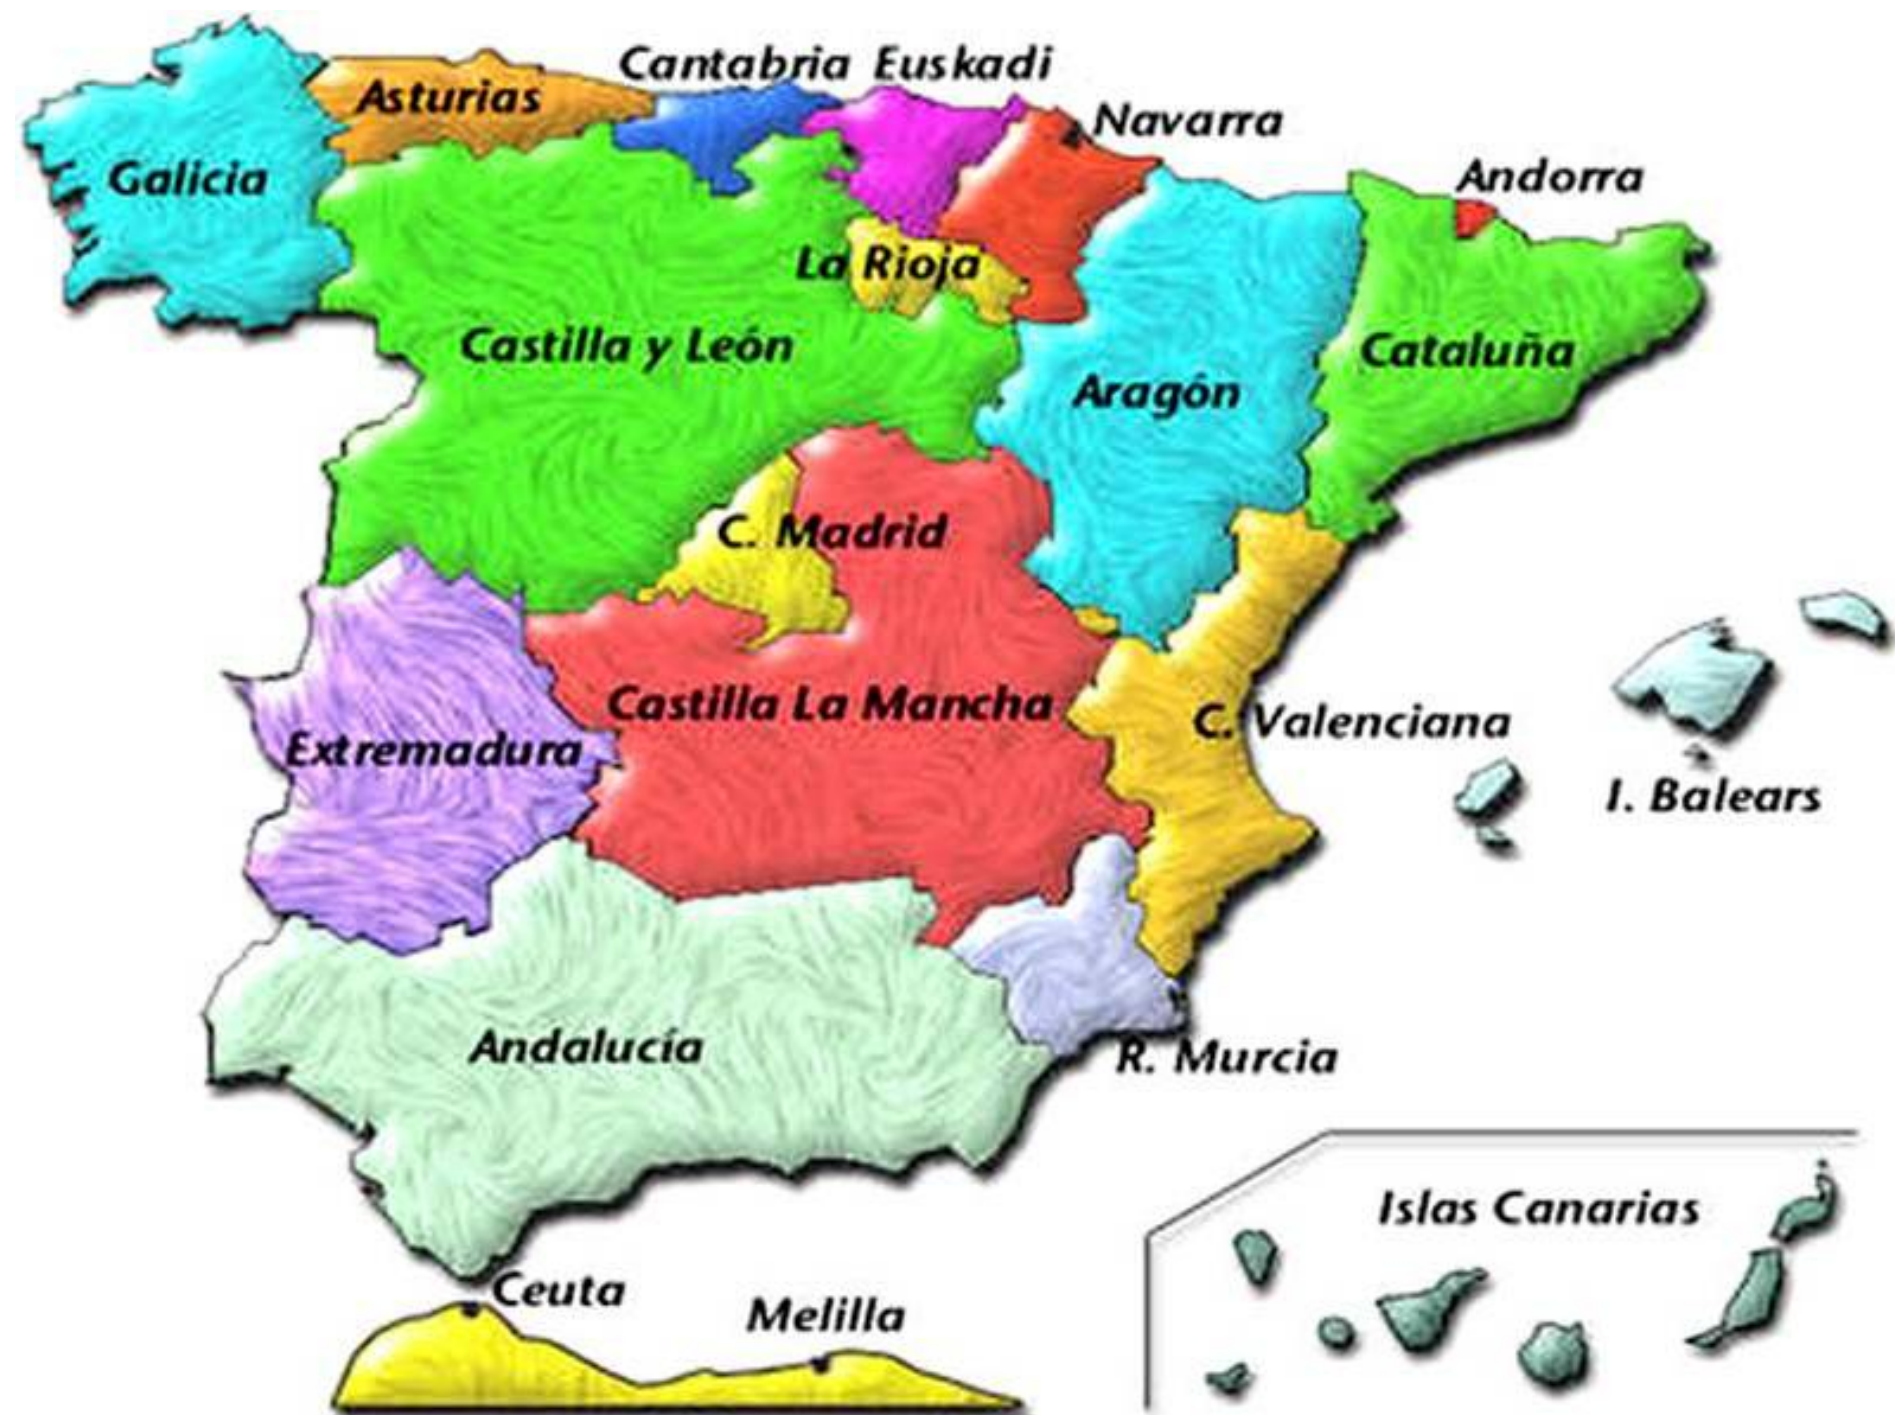 Cantabria
Euskadi
Asturias
Navarra
Galicia
Andorra
La Rioja
Castilla y León
Cataluña
Aragón
C. Madrid
Castilla La Mancha
C. Valenciana
Extremadura
I. Balears
Andalucía
R. Murcia
Islas Canarias
Ceuta
Melilla